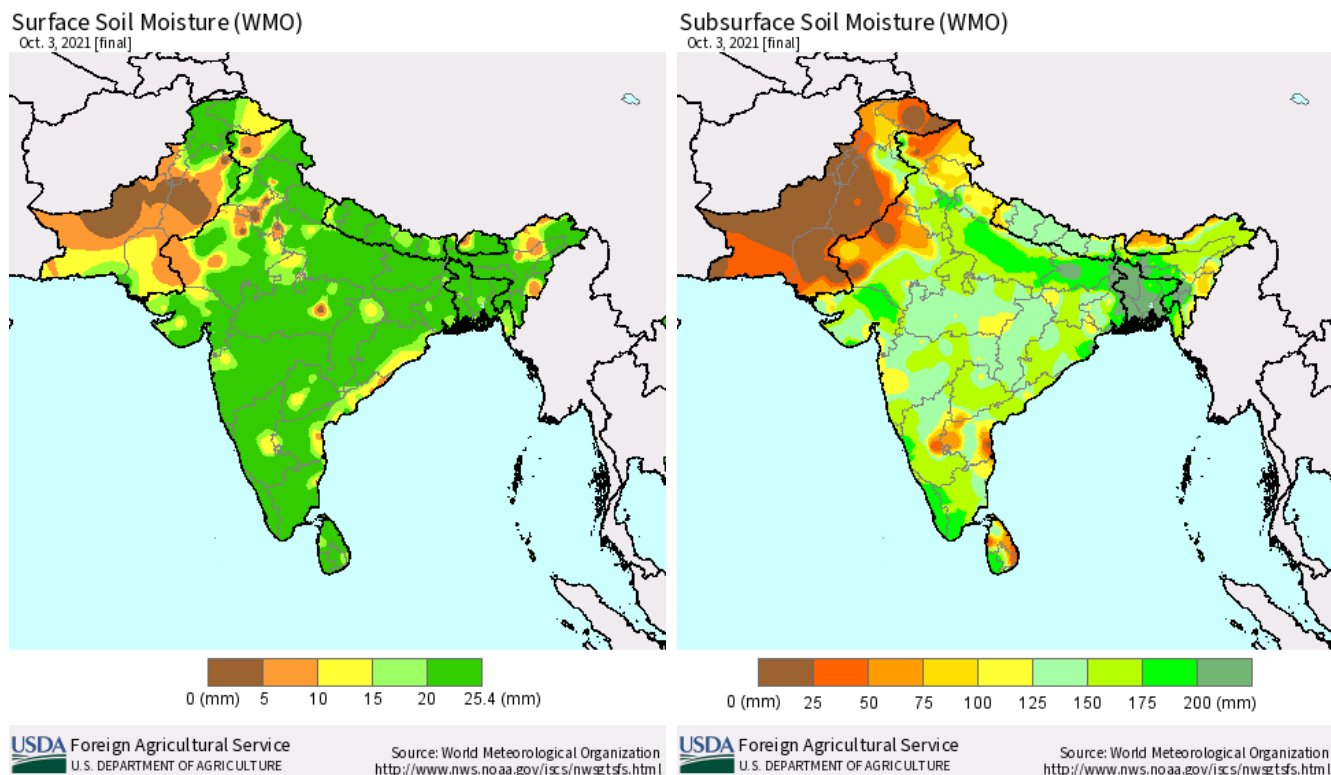 Surface Soil Moisture (WMO)
Oct. 3, 2021 [final]
0 (mm) 5 10 15 20 25.4 (mm)
USDA Foreign Agricultural Service
U.S. DEPARTMENT OF AGRICULTURE
Source: World Meteorological Organization
http://www.nws.noaa.gov/iscs/nwsgtsfs.html
Subsurface Soil Moisture (WMO)
Oct. 3, 2021 [final]
0 (mm) 25 50 75 100 125 150 175 200 (mm)
USDA Foreign Agricultural Service
U.S. DEPARTMENT OF AGRICULTURE
Source: World Meteorological Organization
http://www.nws.noaa.gov/iscs/nwsgtsfs.html